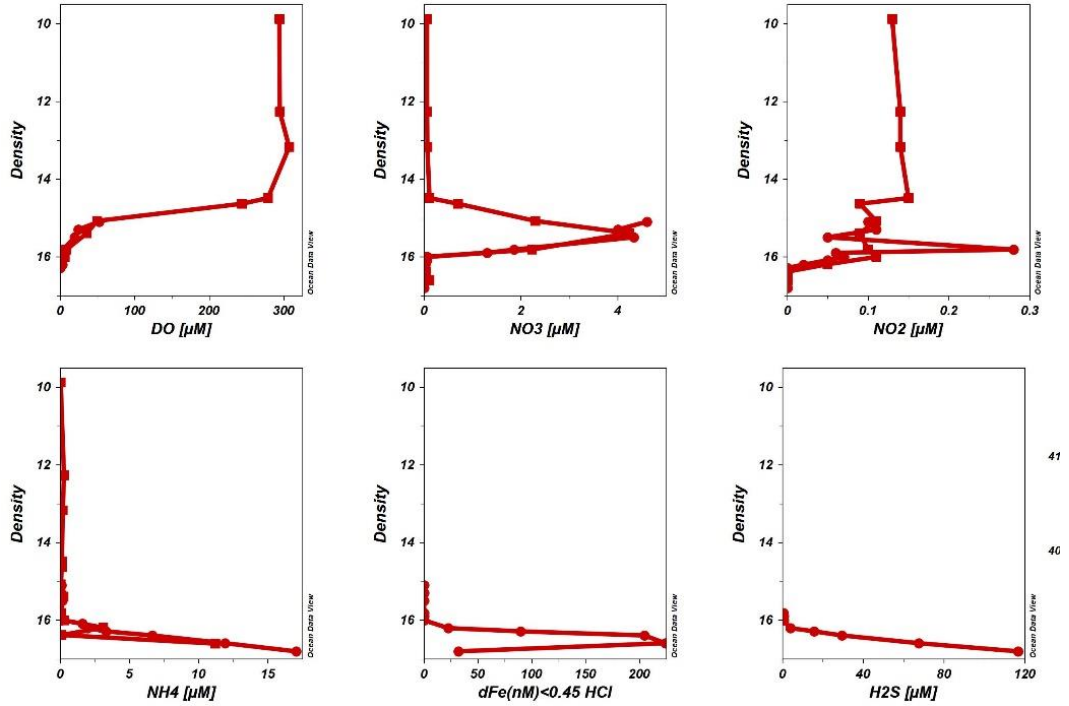 10
12
14
16
Density
0
100
200
300
DO [µM]
Ocean Data View
10
12
14
16
Density
0
2
4
NO3 [µM]
Ocean Data View
10
12
14
16
Density
0
0.1
0.2
0.3
NO2 [µM]
Ocean Data View
10
12
14
16
Density
0
5
10
15
NH4 [µM]
Ocean Data View
10
12
14
16
Density
0
50
100
150
200
dFe(nM)<0.45 HCl
Ocean Data View
10
12
14
16
Density
0
40
80
120
H2S [µM]
Ocean Data View
41
40